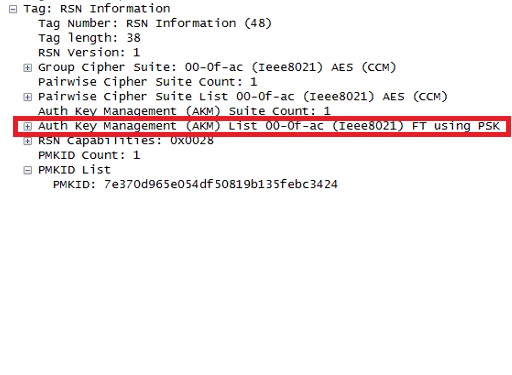 Tag: RSN Information
Tag Number: RSN Information (48)
Tag length: 38
RSN Version: 1
Group Cipher Suite: 00-0f-ac (Ieee8021) AES (CCM)
Pairwise Cipher Suite Count: 1
Pairwise Cipher Suite List 00-0f-ac (Ieee8021) AES (CCM)
Auth Key Management (AKM) Suite Count: 1
Auth Key Management (AKM) List 00-0f-ac (Ieee8021) FT using PSK
RSN Capabilities: 0x0028
PMKID Count: 1
PMKID List
PMKID: 7e370d965e054df50819b135febc3424